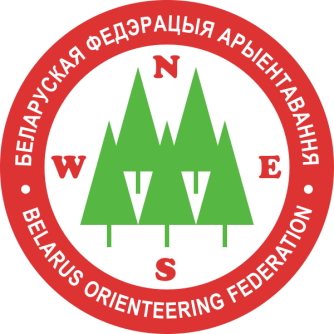 БЕЛАРУСКАЯ ФЕДЭРАЦЫЯ АРЫЕНТАВАННЯ
N
W E
S
BELARUS ORIENTEERING FEDERATION